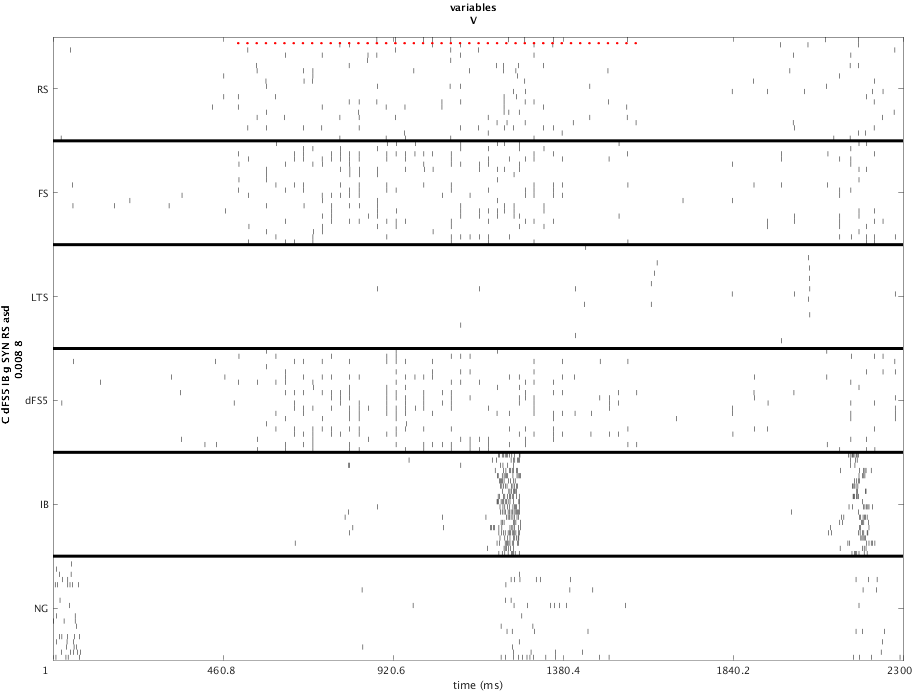 variables
V
RS
FS
LTS
dFS5
IB
NG
C dFS5 IB g SYN RS asd
0.008 8
1
460.8
920.6
1380.4
1840.2
2300
time (ms)